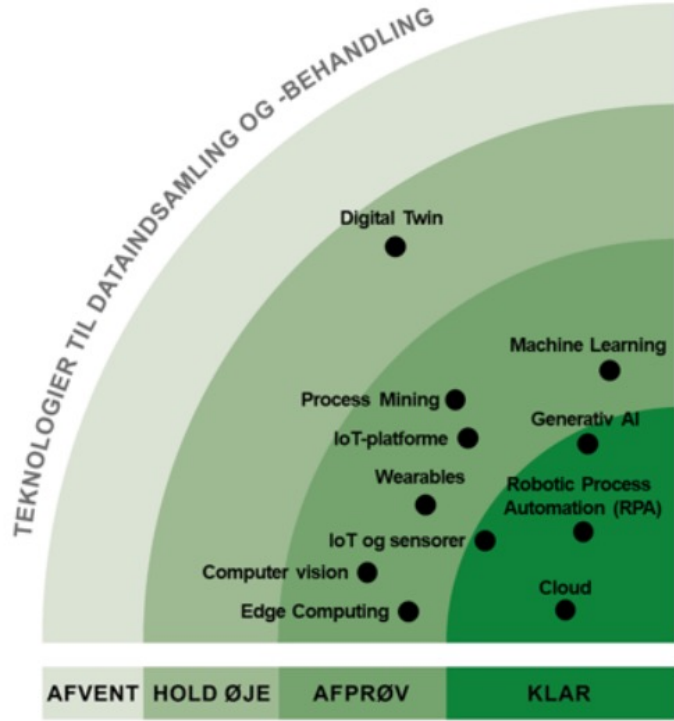 TEKNOLOGIER TIL DATAINDSAMLING OG -BEHANDLING
Digital Twin
Machine Learning
Process Mining
Generativ AI
IoT-platforme
Wearables
Robotic Process
Automation (RPA)
IoT og sensorer
Computer vision
Cloud
Edge Computing
AFVENT
HOLD ØJE
AFPRØV
KLAR